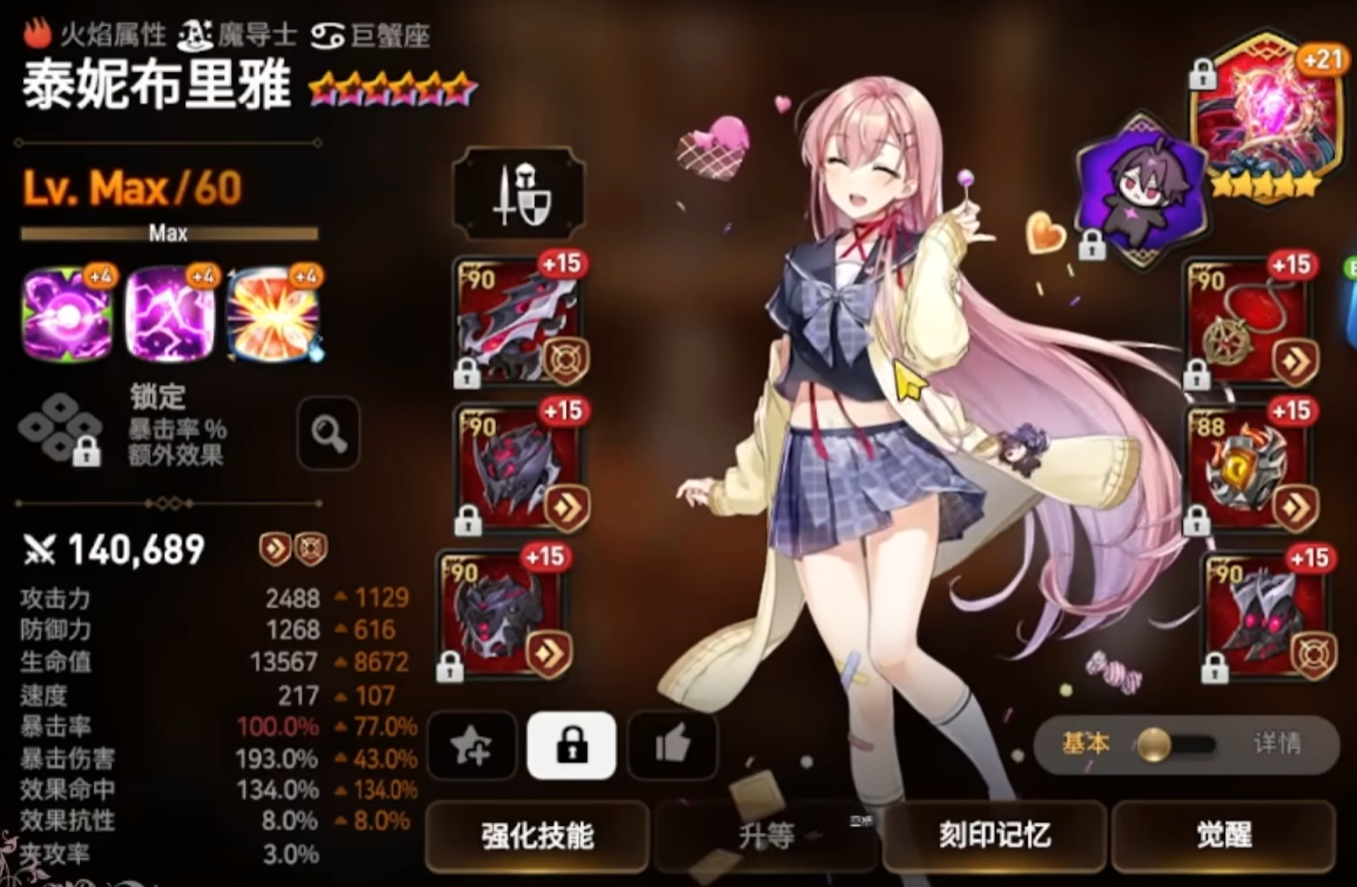 火焰属性 魔导士 巨蟹座
泰妮布里雅
+21
Lv. Max/60
Max
+4 +4 +4
锁定
暴击率%
额外效果
90 +15
90 +15
90 +15
90 +15
88 +15
90 +15
140,689
攻击力 2488 1129
防御力 1268 616
生命值 13567 8672
速度 217 107
暴击率 100.0% 77.0%
暴击伤害 193.0% 43.0%
效果命中 134.0% 134.0%
效果抗性 8.0% 8.0%
夹攻率 3.0%
基本 详情
强化技能 升等 刻印记忆 觉醒